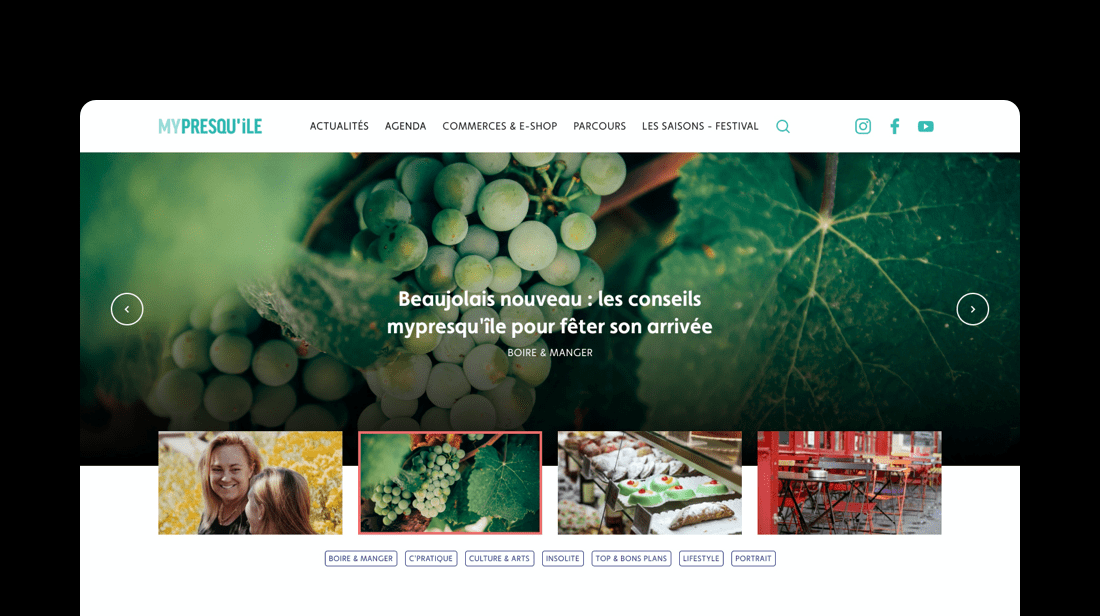 MYPRESQU'iLE
ACTUALITÉS AGENDA COMMERCES & E-SHOP PARCOURS LES SAISONS - FESTIVAL
Beaujolais nouveau : les conseils
mypresqu'île pour fêter son arrivée
BOIRE & MANGER
BOIRE & MANGER C'PRATIQUE CULTURE & ARTS INSOLITE TOP & BONS PLANS LIFESTYLE PORTRAIT